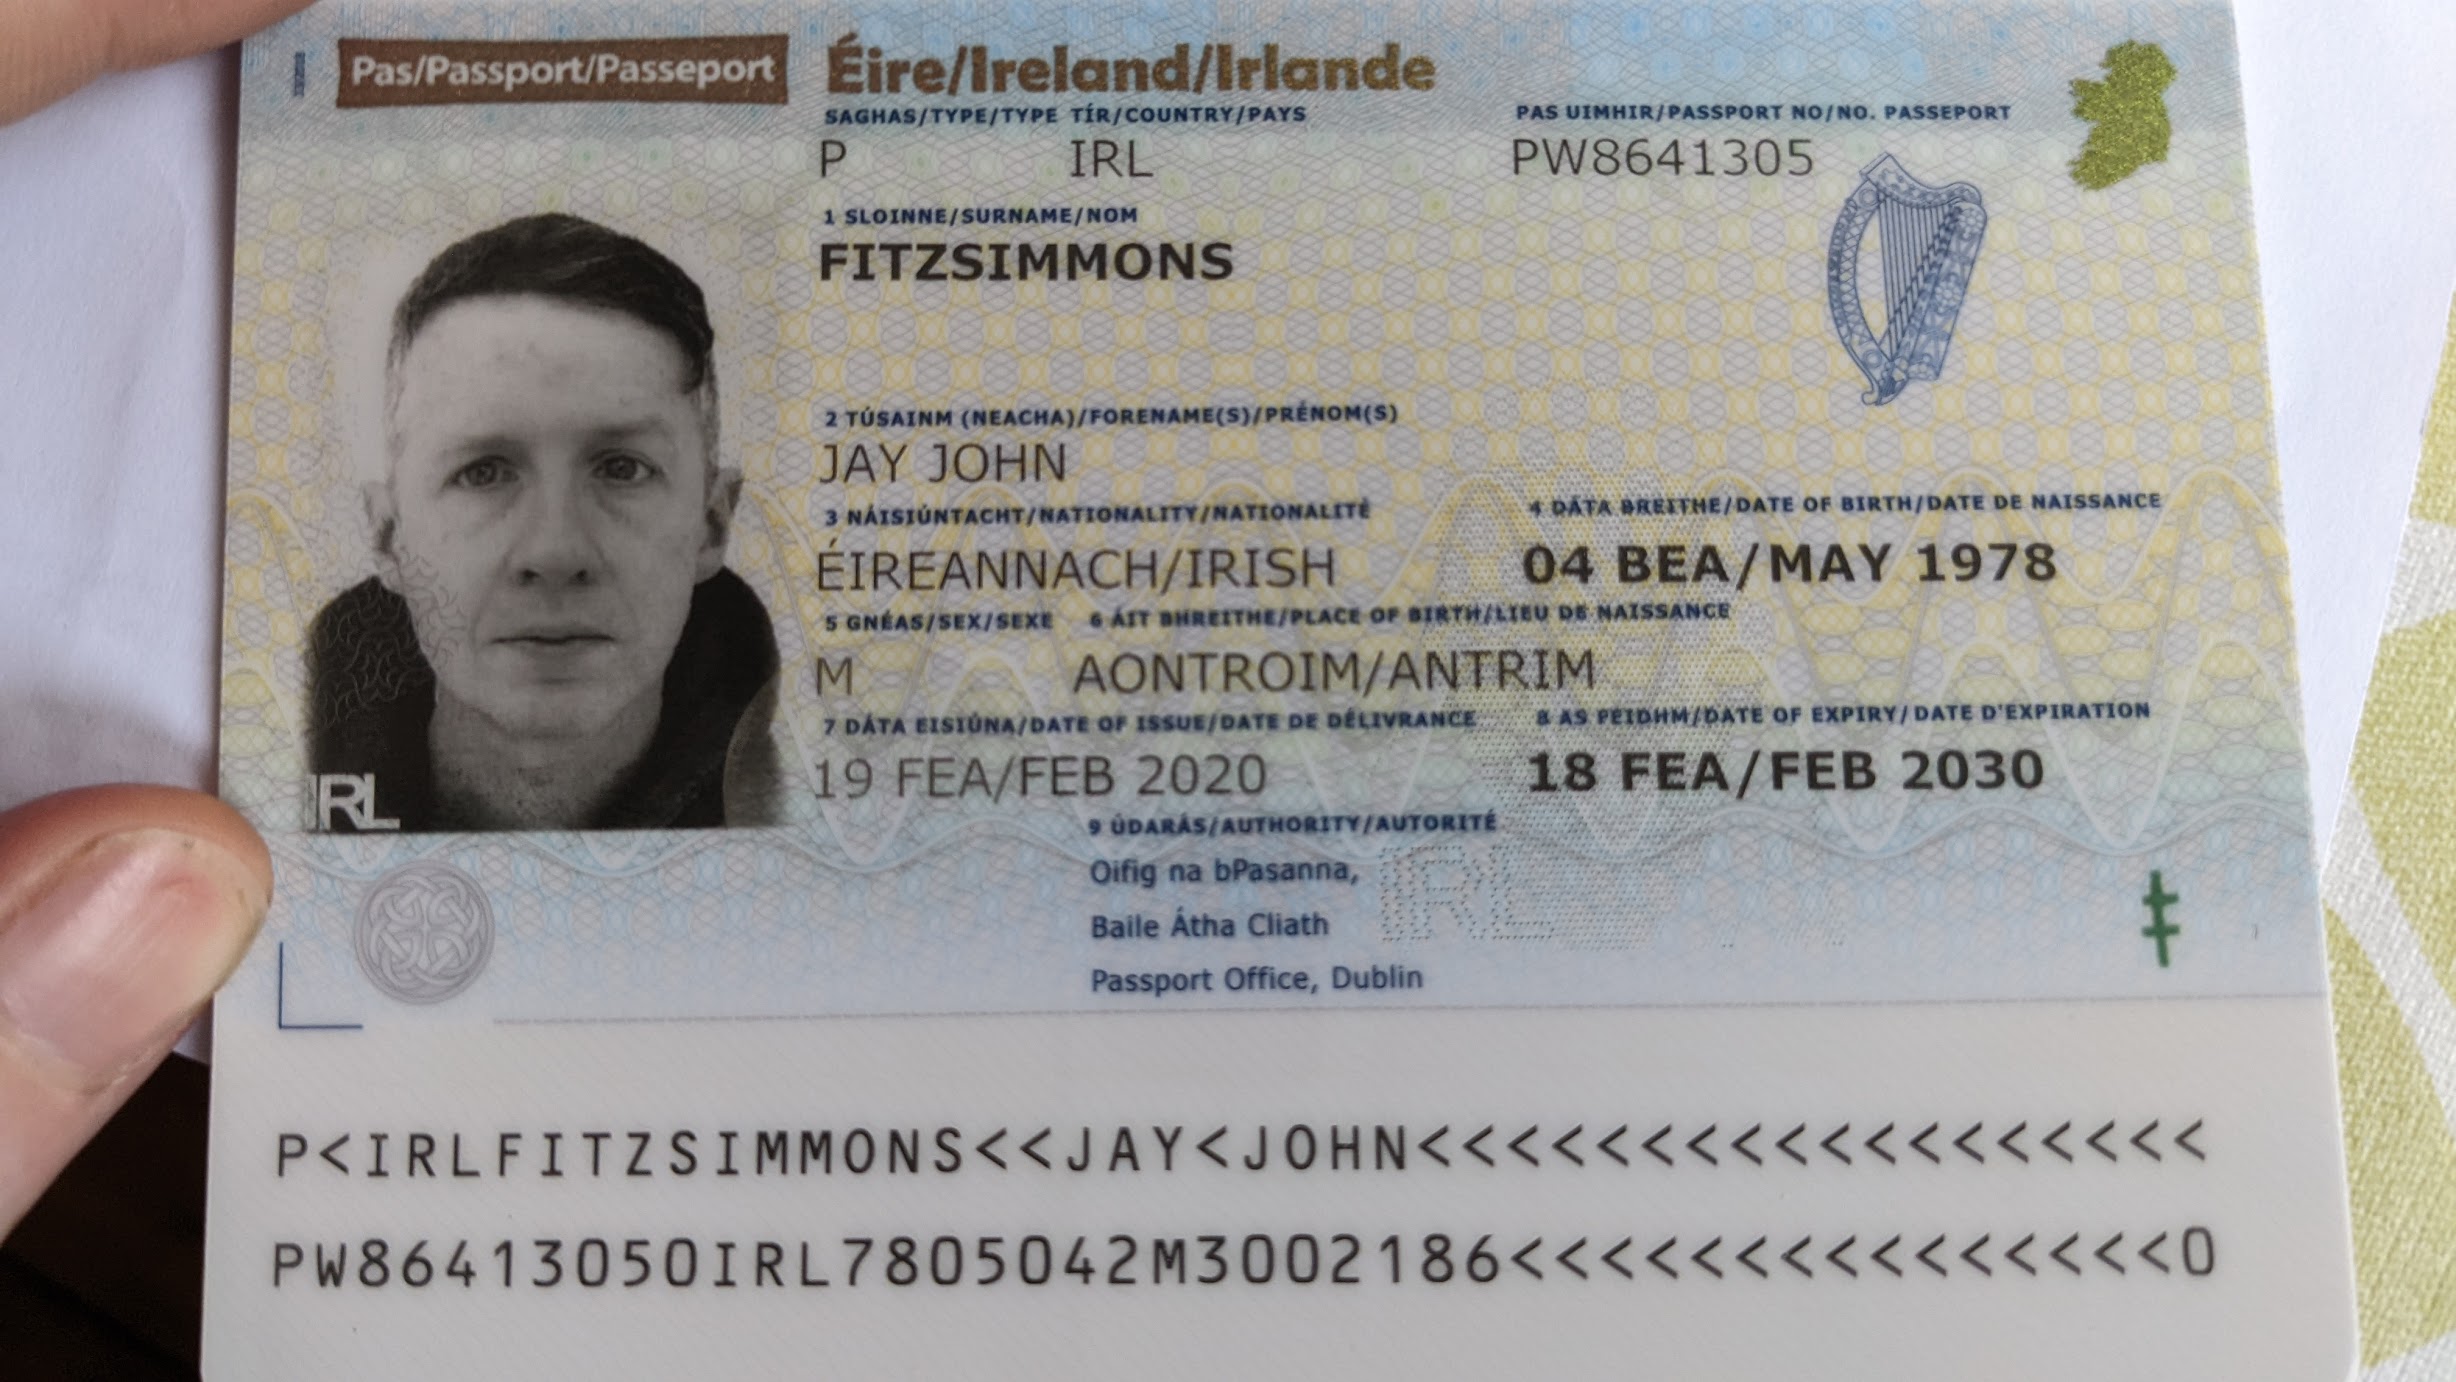 Pas/Passport/Passeport Éire/Ireland/Irlande
SAGHAS/TYPE/TYPE TÍR/COUNTRY/PAYS PAS UIMHIR/PASSPORT NO/NO. PASSEPORT
P IRL PW8641305
1 SLOINNE/SURNAME/NOM
FITZSIMMONS
2 TÚSAINM (NEACHA)/FORENAME(S)/PRÉNOM(S)
JAY JOHN
3 NÁISIÚNTACHT/NATIONALITY/NATIONALITÉ 4 DÁTA BREITHE/DATE OF BIRTH/DATE DE NAISSANCE
ÉIREANNACH/IRISH 04 BEA/MAY 1978
5 GNÉAS/SEX/SEXE 6 ÁIT BHREITHE/PLACE OF BIRTH/LIEU DE NAISSANCE
M AONTROIM/ANTRIM
7 DÁTA EISIÚNA/DATE OF ISSUE/DATE DE DÉLIVRANCE 8 AS FEIDHM/DATE OF EXPIRY/DATE D'EXPIRATION
19 FEA/FEB 2020 18 FEA/FEB 2030
IRL
9 ÚDARÁS/AUTHORITY/AUTORITÉ
Oifig na bPasanna,
Baile Átha Cliath
Passport Office, Dublin
IRL
P<IRLFITZSIMMONS<<JAY<JOHN<<<<<<<<<<<<<<<<<<
PW86413050IRL7805042M3002186<<<<<<<<<<<<<<<0